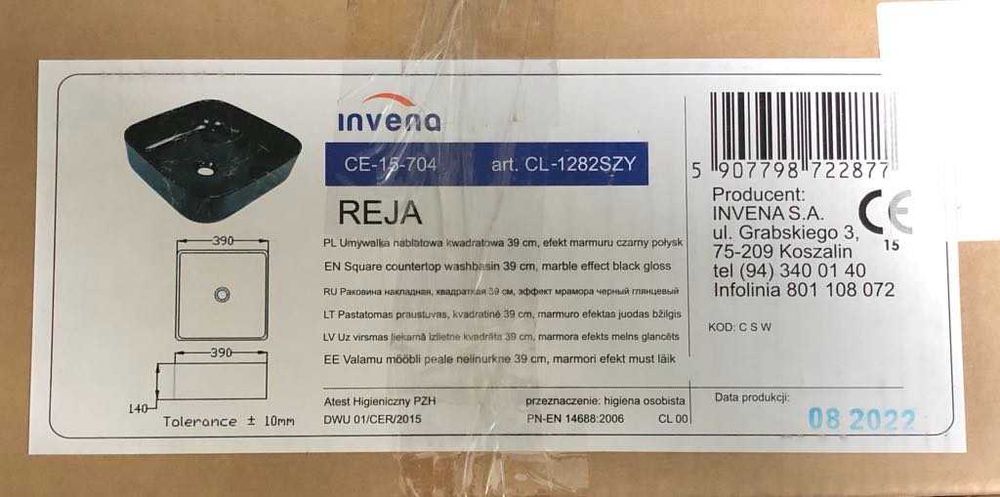 invena
CE-15-704 art. CL-1282SZY
REJA
PL Umywalka nablatowa kwadratowa 39 cm, efekt marmuru czarny połysk
EN Square countertop washbasin 39 cm, marble effect black gloss
RU Раковина накладная, квадратная 39 см, эффект мрамора черный глянцевый
LT Pastatomas praustuvas, kvadratinė 39 cm, marmuro efektas juodas bžilgis
LV Uz virsmas liekamā izlietne kvadrāta 39 cm, marmora efekts melns glancēts
EE Valamu mööbli peale nelinurkne 39 cm, marmori efekt must läik
Atest Higieniczny PZH przeznaczenie: higiena osobista
DWU 01/CER/2015 PN-EN 14688:2006 CL 00
390
390
140
Tolerance ± 10mm
5 907798 722877
Producent:
INVENA S.A.
ul. Grabskiego 3,
75-209 Koszalin
tel (94) 340 01 40
Infolinia 801 108 072
CE
15
KOD: C S W
Data produkcji:
08 2022